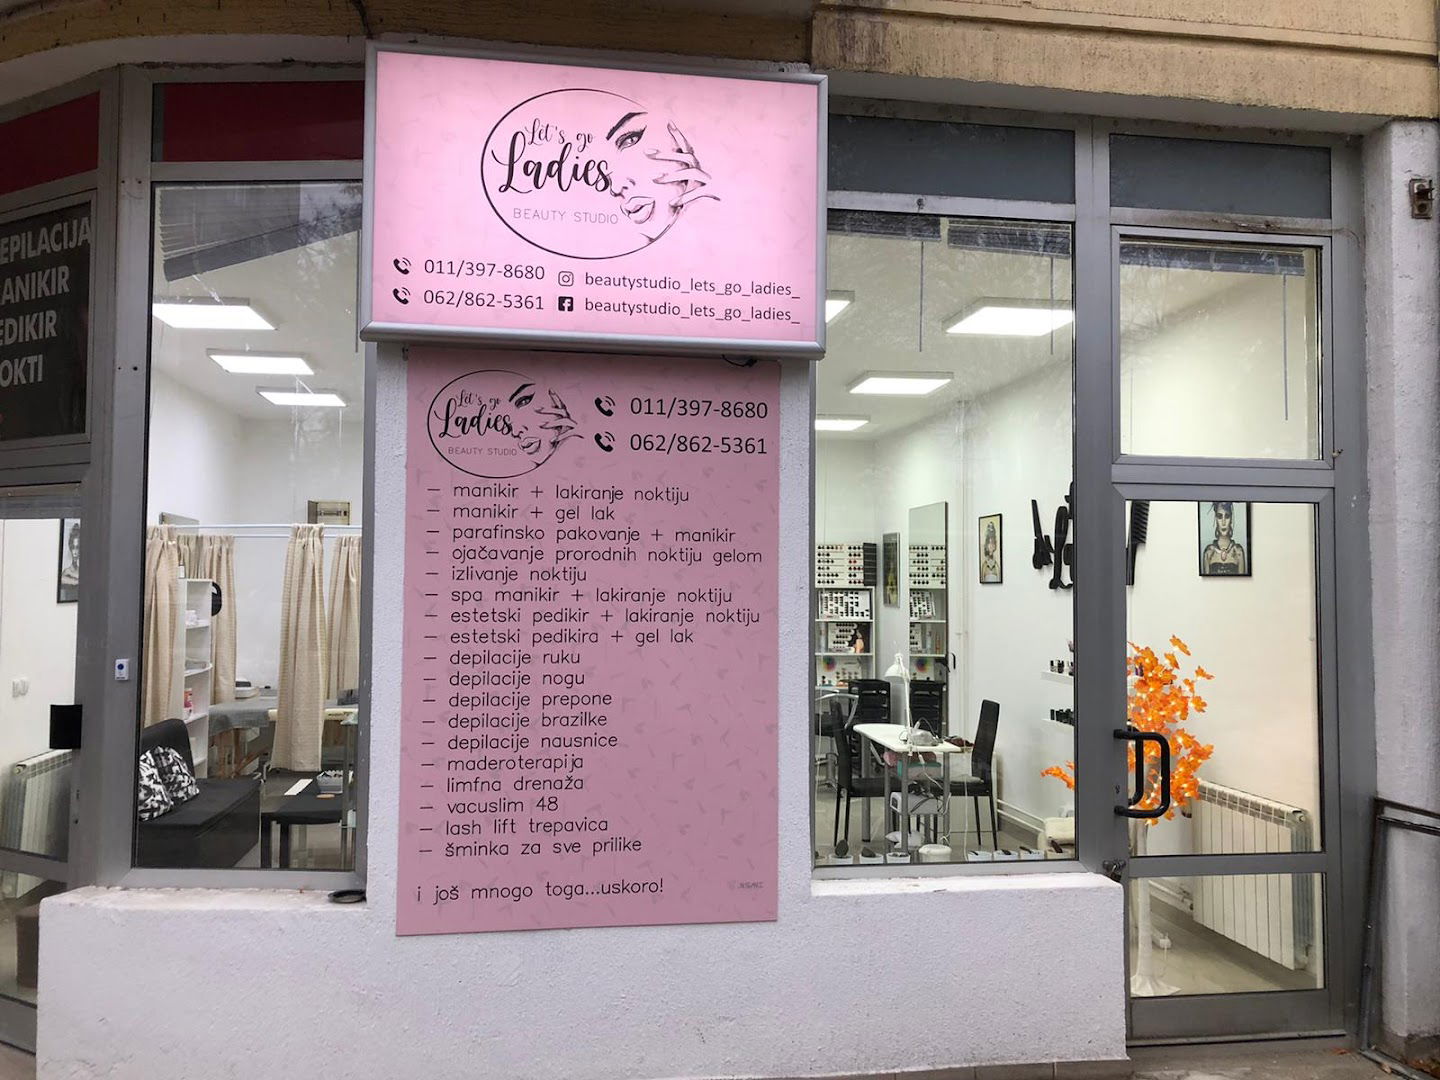 Let's go
Ladies
BEAUTY STUDIO
011/397-8680
beautystudio_lets_go_ladies_
062/862-5361
beautystudio_lets_go_ladies_
EPILACIJA
ANIKIR
EDIKIR
OKTI
Let's go
Ladies
BEAUTY STUDIO
011/397-8680
062/862-5361
– manikir + lakiranje noktiju
– manikir + gel lak
– parafinsko pakovanje + manikir
– ojačavanje prorodnih noktiju gelom
– izlivanje noktiju
– spa manikir + lakiranje noktiju
– estetski pedikir + lakiranje noktiju
– estetski pedikira + gel lak
– depilacije ruku
– depilacije nogu
– depilacije prepone
– depilacije brazilke
– depilacije nausnice
– maderoterapija
– limfna drenaža
– vacuslim 48
– lash lift trepavica
– šminka za sve prilike
i još mnogo toga...uskoro!